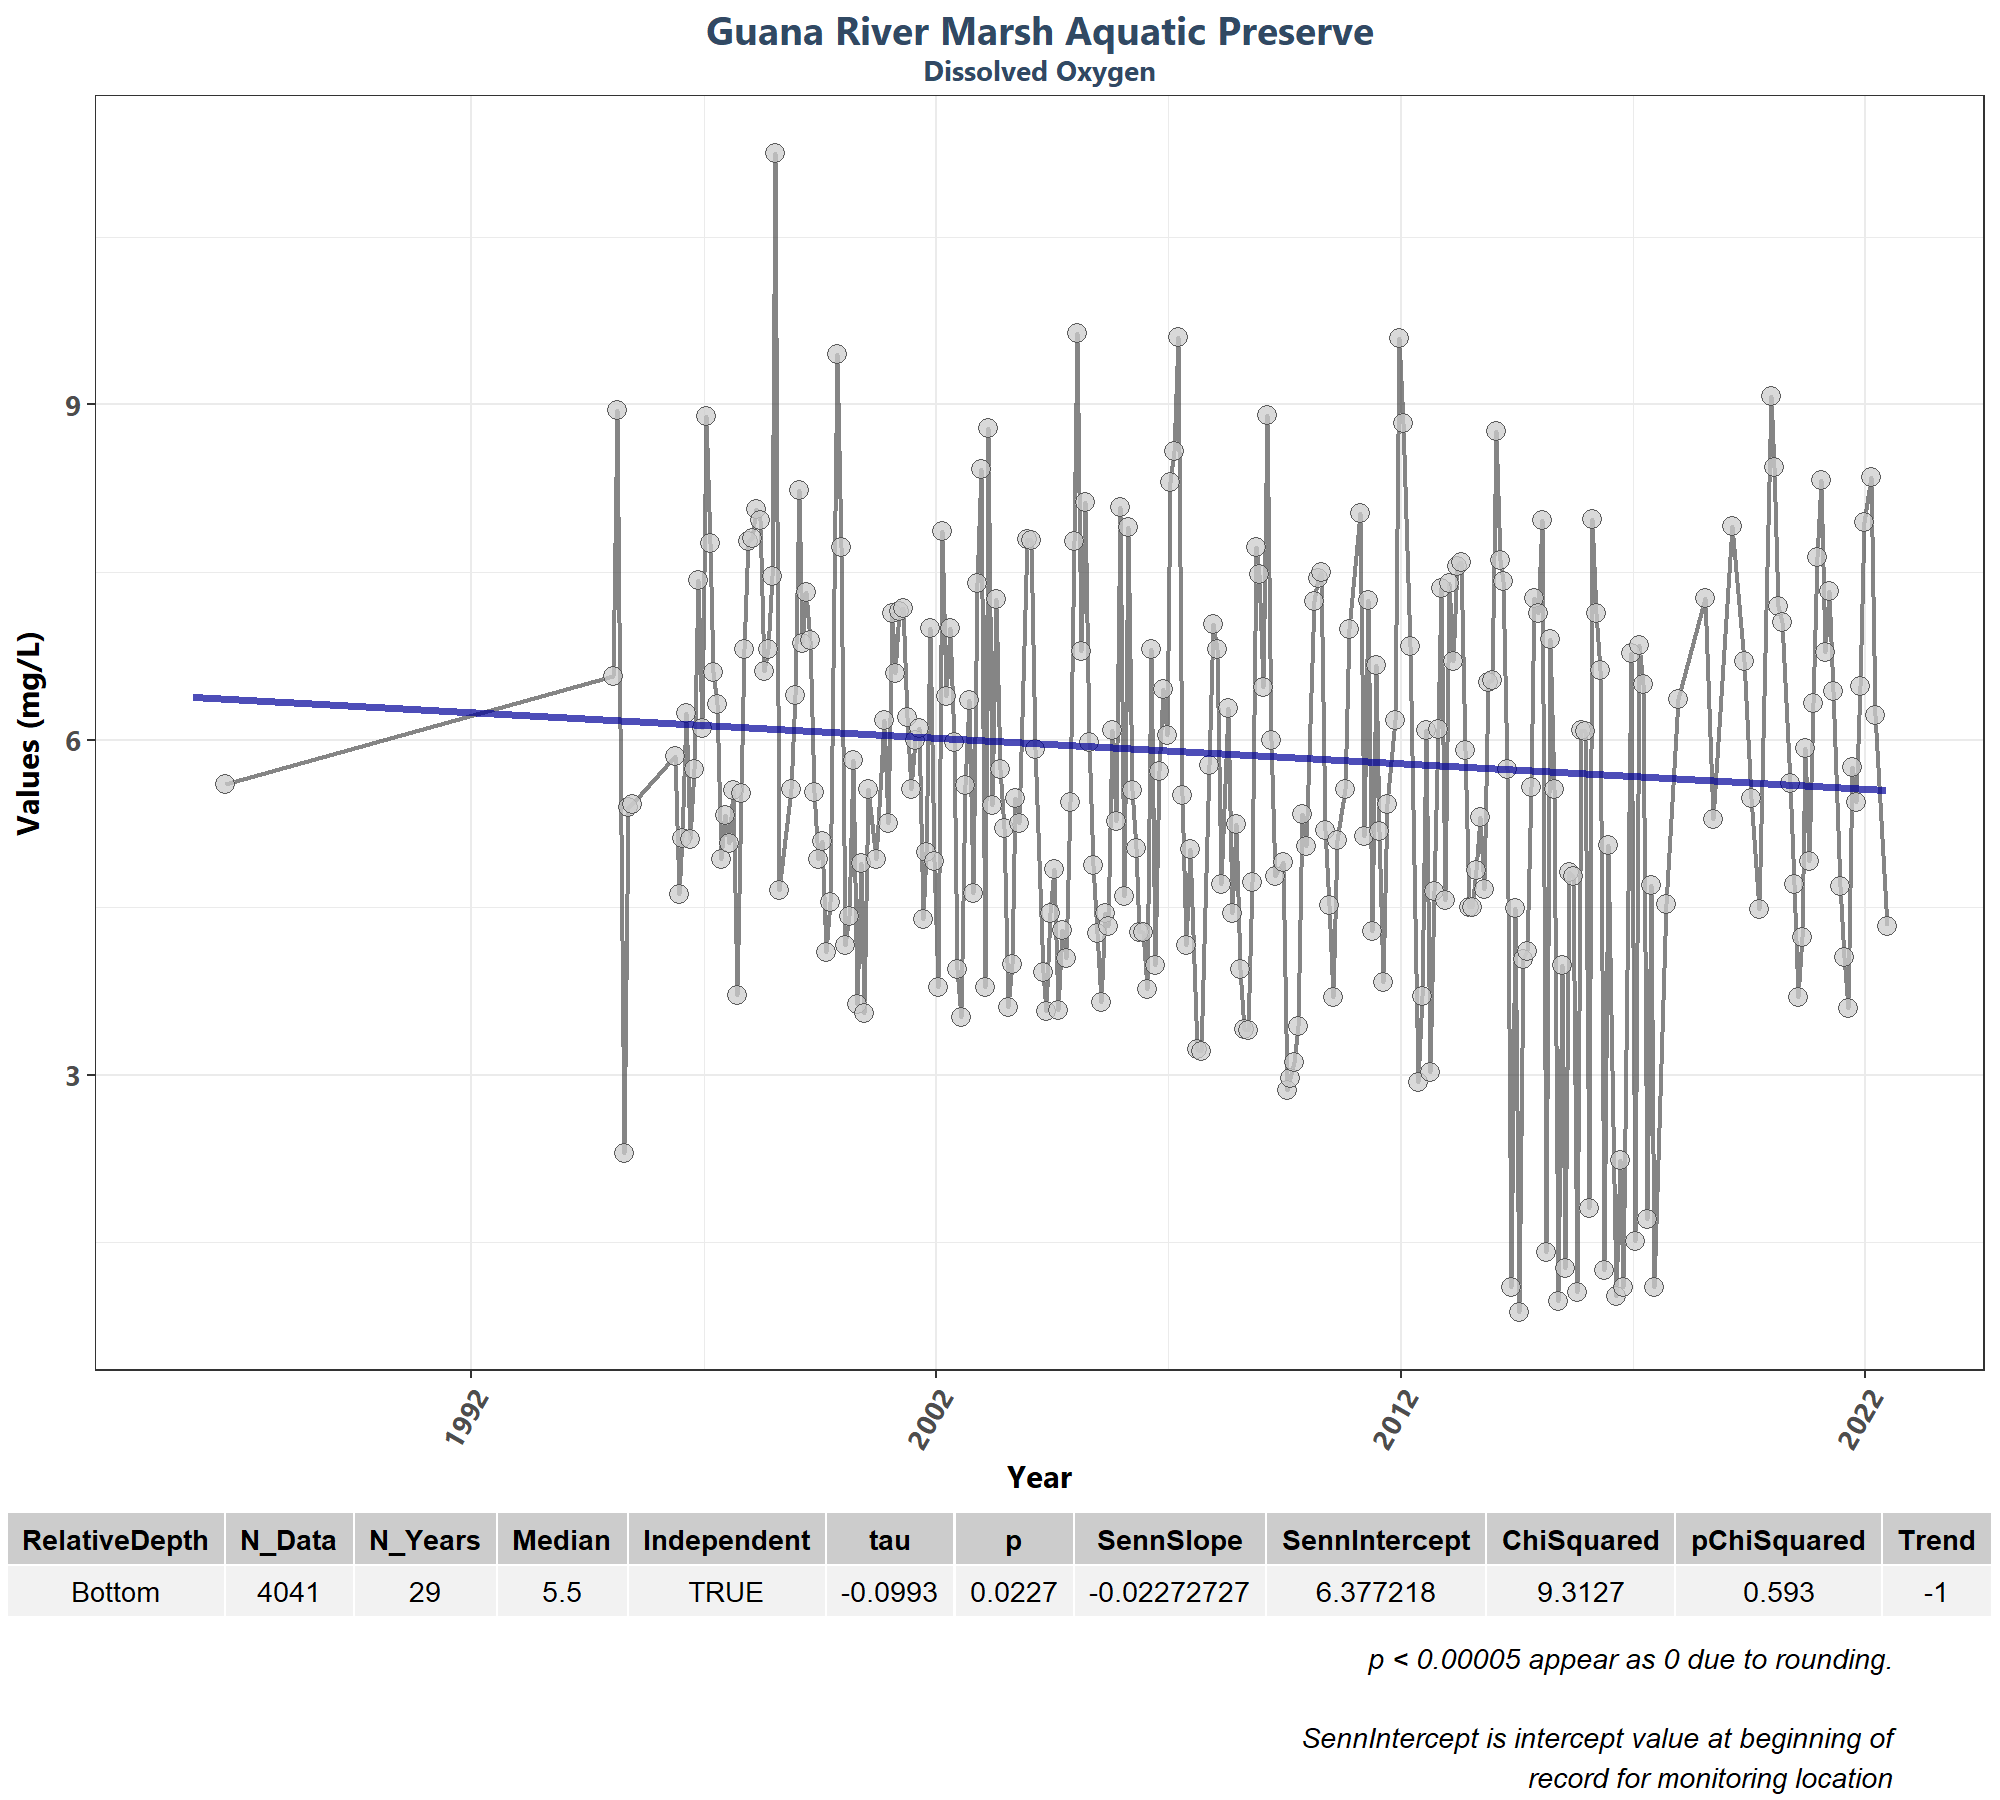 Guana River Marsh Aquatic Preserve
Dissolved Oxygen
Values (mg/L)
9
6
3
1992 2002 2012 2022
Year
RelativeDepth N_Data N_Years Median Independent tau p SennSlope SennIntercept ChiSquared pChiSquared Trend
Bottom 4041 29 5.5 TRUE -0.0993 0.0227 -0.02272727 6.377218 9.3127 0.593 -1
p < 0.00005 appear as 0 due to rounding.
SennIntercept is intercept value at beginning of
record for monitoring location